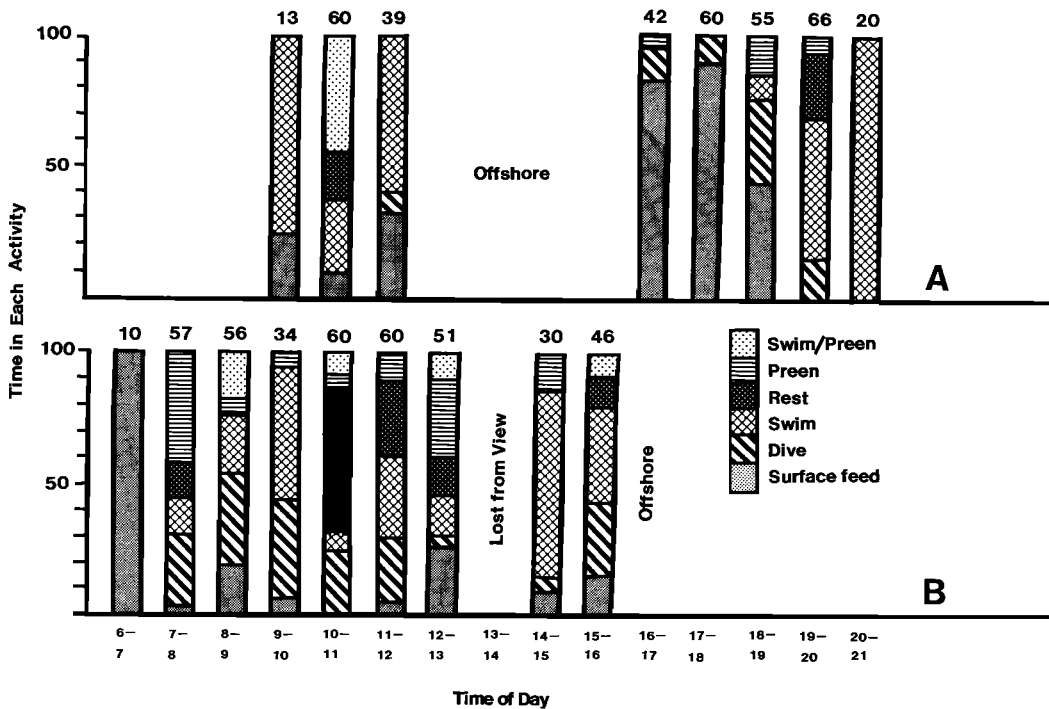 13 60 39 42 60 55 66 20
100
50
Offshore
A
Time in Each Activity
10 57 56 34 60 60 51 30 46
100
50
Lost from View
Offshore
Swim/Preen
Preen
Rest
Swim
Dive
Surface feed
B
6– 7– 8– 9– 10– 11– 12– 13– 14– 15– 16– 17– 18– 19– 20–
7 8 9 10 11 12 13 14 15 16 17 18 19 20 21
Time of Day